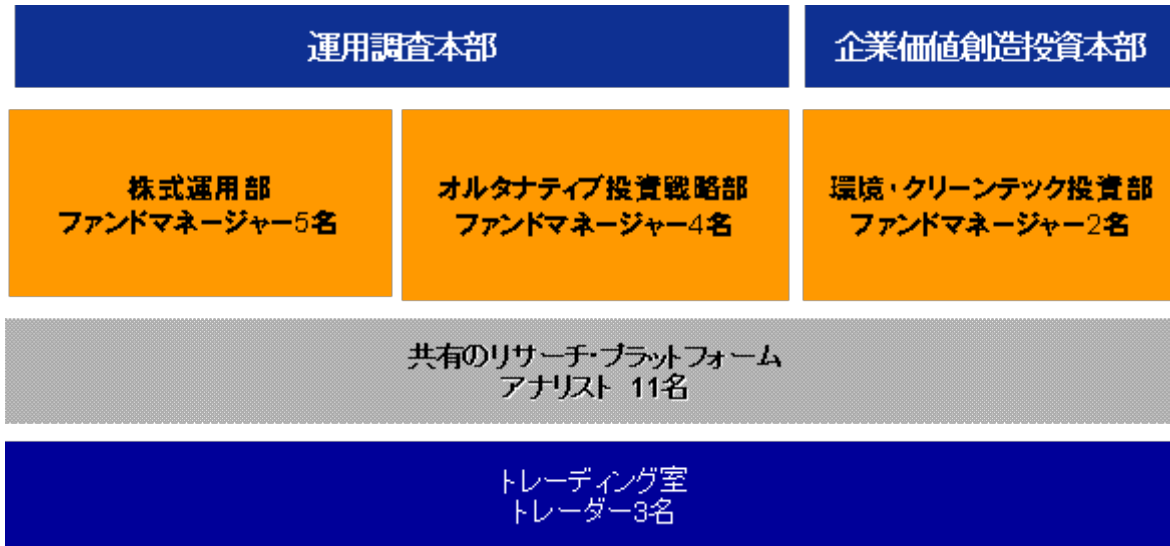 運用調査本部
企業価値創造投資本部
株式運用部
ファンドマネージャー5名
オルタナティブ投資戦略部
ファンドマネージャー4名
環境・クリーンテック投資部
ファンドマネージャー2名
共有のリサーチ・プラットフォーム
アナリスト 11名
トレーディング室
トレーダー3名